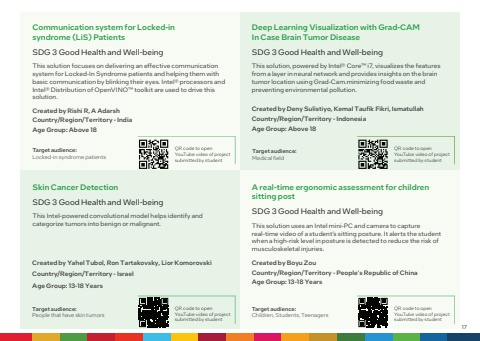 Communication system for Locked-in
syndrome (LiS) Patients
SDG 3 Good Health and Well-being
This solution focuses on delivering an effective communication
system for Locked-In Syndrome patients and helping them with
basic communication by blinking their eyes. Intel® processors and
Intel® Distribution of OpenVINO™ toolkit are used to drive this
solution.
Created by Rishi R, A Adarsh
Country/Region/Territory - India
Age Group: Above 18
Target audience:
Locked-in syndrome patients
QR code to open
YouTube video of project
submitted by student
Deep Learning Visualization with Grad-CAM
In Case Brain Tumor Disease
SDG 3 Good Health and Well-being
This solution, powered by Intel® Core™ i7, visualizes the features
from a layer in neural network and provides insights on the brain
tumor location using Grad-Cam.minimizing food waste and
preventing environmental pollution.
Created by Deny Sulistiyo, Kemal Taufik Fikri, Ismatullah
Country/Region/Territory - Indonesia
Age Group: Above 18
Target audience:
Medical field
QR code to open
YouTube video of project
submitted by student
Skin Cancer Detection
SDG 3 Good Health and Well-being
This Intel-powered convolutional model helps identify and
categorize tumors into benign or malignant.
Created by Yahel Tubol, Ron Tartakovsky, Lior Komorovski
Country/Region/Territory - Israel
Age Group: 13-18 Years
Target audience:
People that have skin tumors
QR code to open
YouTube video of project
submitted by student
A real-time ergonomic assessment for children
sitting post
SDG 3 Good Health and Well-being
This solution uses an Intel mini-PC and camera to capture
real-time video of a student's sitting posture. It alerts the student
when a high-risk level in posture is detected to reduce the risk of
musculoskeletal injuries.
Created by Boyu Zou
Country/Region/Territory - People's Republic of China
Age Group: 13-18 Years
Target audience:
Children, Students, Teenagers
QR code to open
YouTube video of project
submitted by student
17